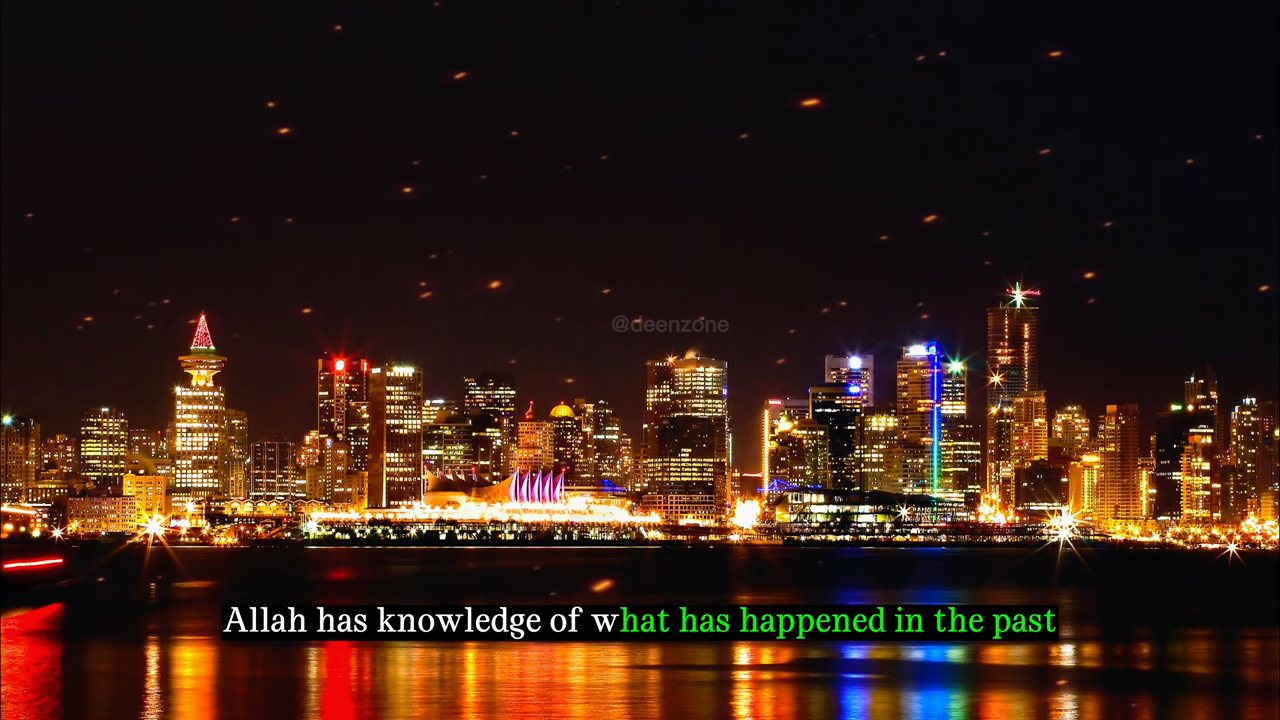 @deenzone
Allah has knowledge of what has happened in the past